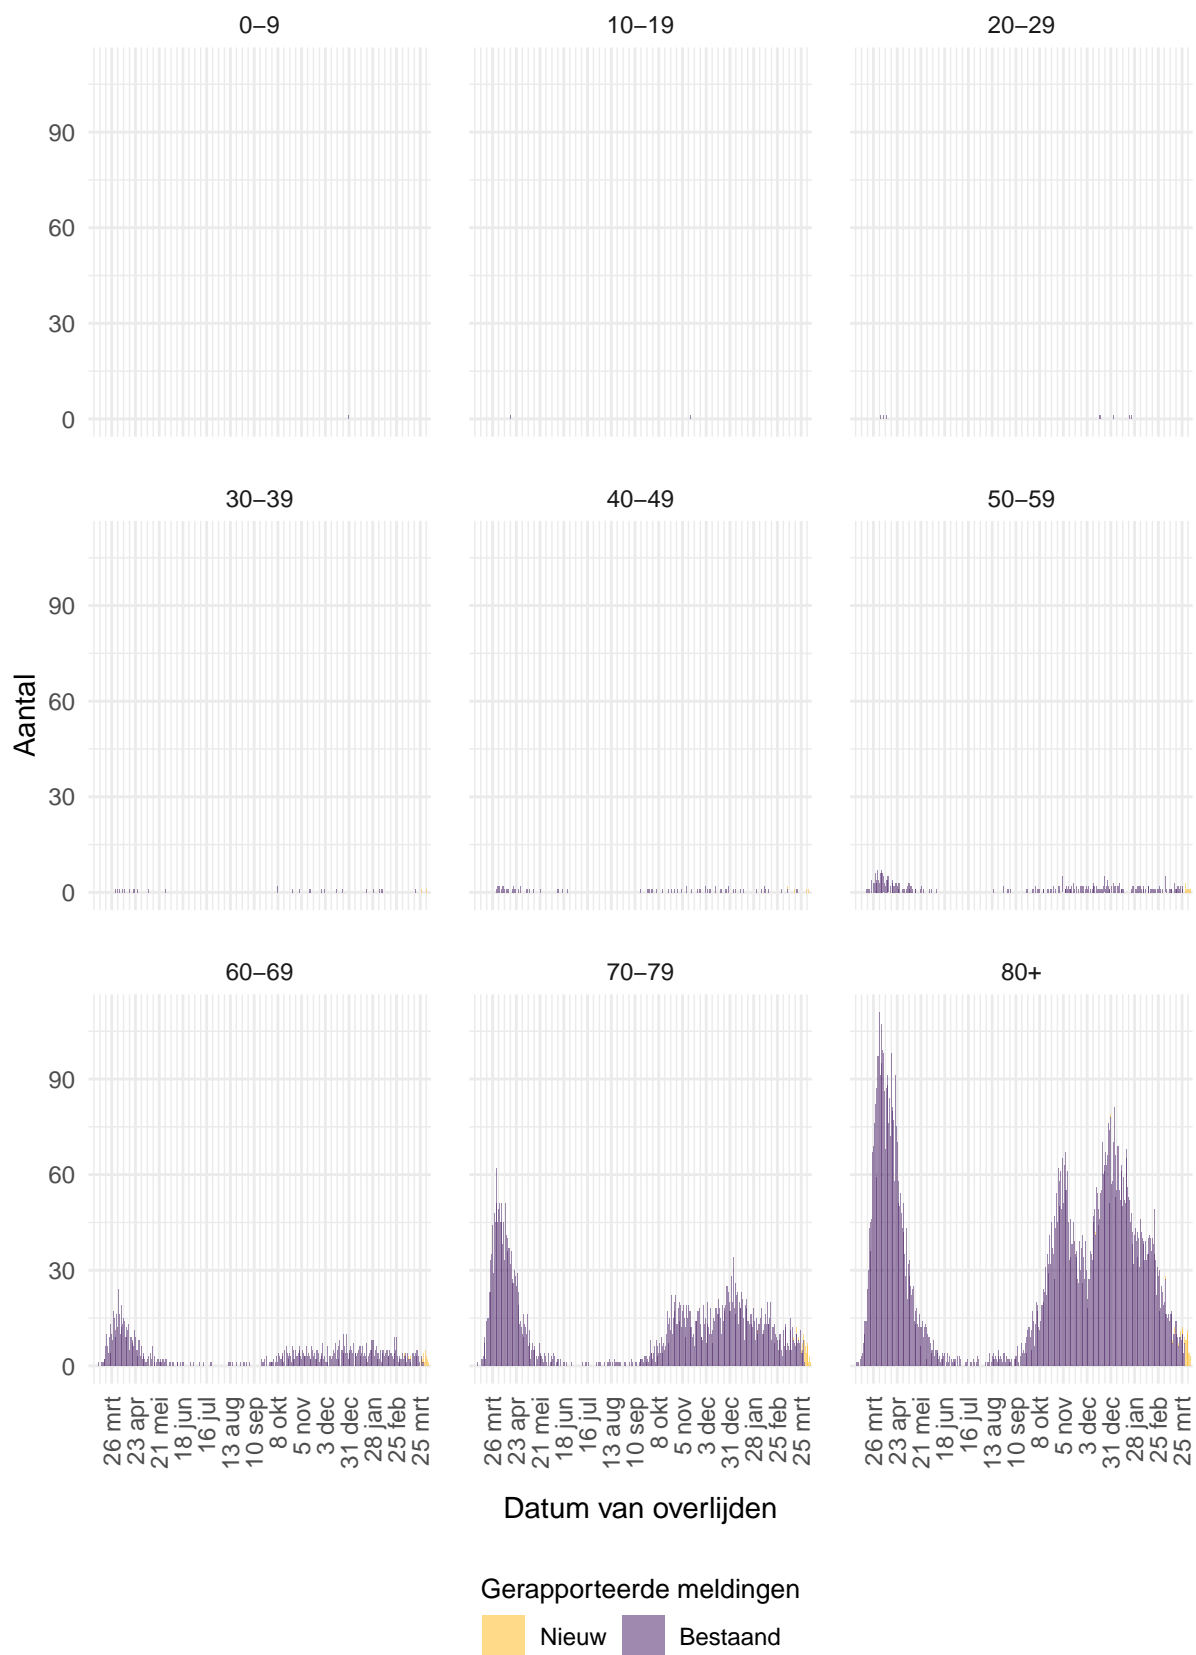 0–9 10–19 20–29
90
60
30
0
30–39 40–49 50–59
90
60
30
0
Aantal
60–69 70–79 80+
90
60
30
0
26 mrt 23 apr 21 mei 18 jun 16 jul 13 aug 10 sep 8 okt 5 nov 3 dec 31 dec 28 jan 25 feb 25 mrt
26 mrt 23 apr 21 mei 18 jun 16 jul 13 aug 10 sep 8 okt 5 nov 3 dec 31 dec 28 jan 25 feb 25 mrt
26 mrt 23 apr 21 mei 18 jun 16 jul 13 aug 10 sep 8 okt 5 nov 3 dec 31 dec 28 jan 25 feb 25 mrt
Datum van overlijden
Gerapporteerde meldingen
Nieuw Bestaand